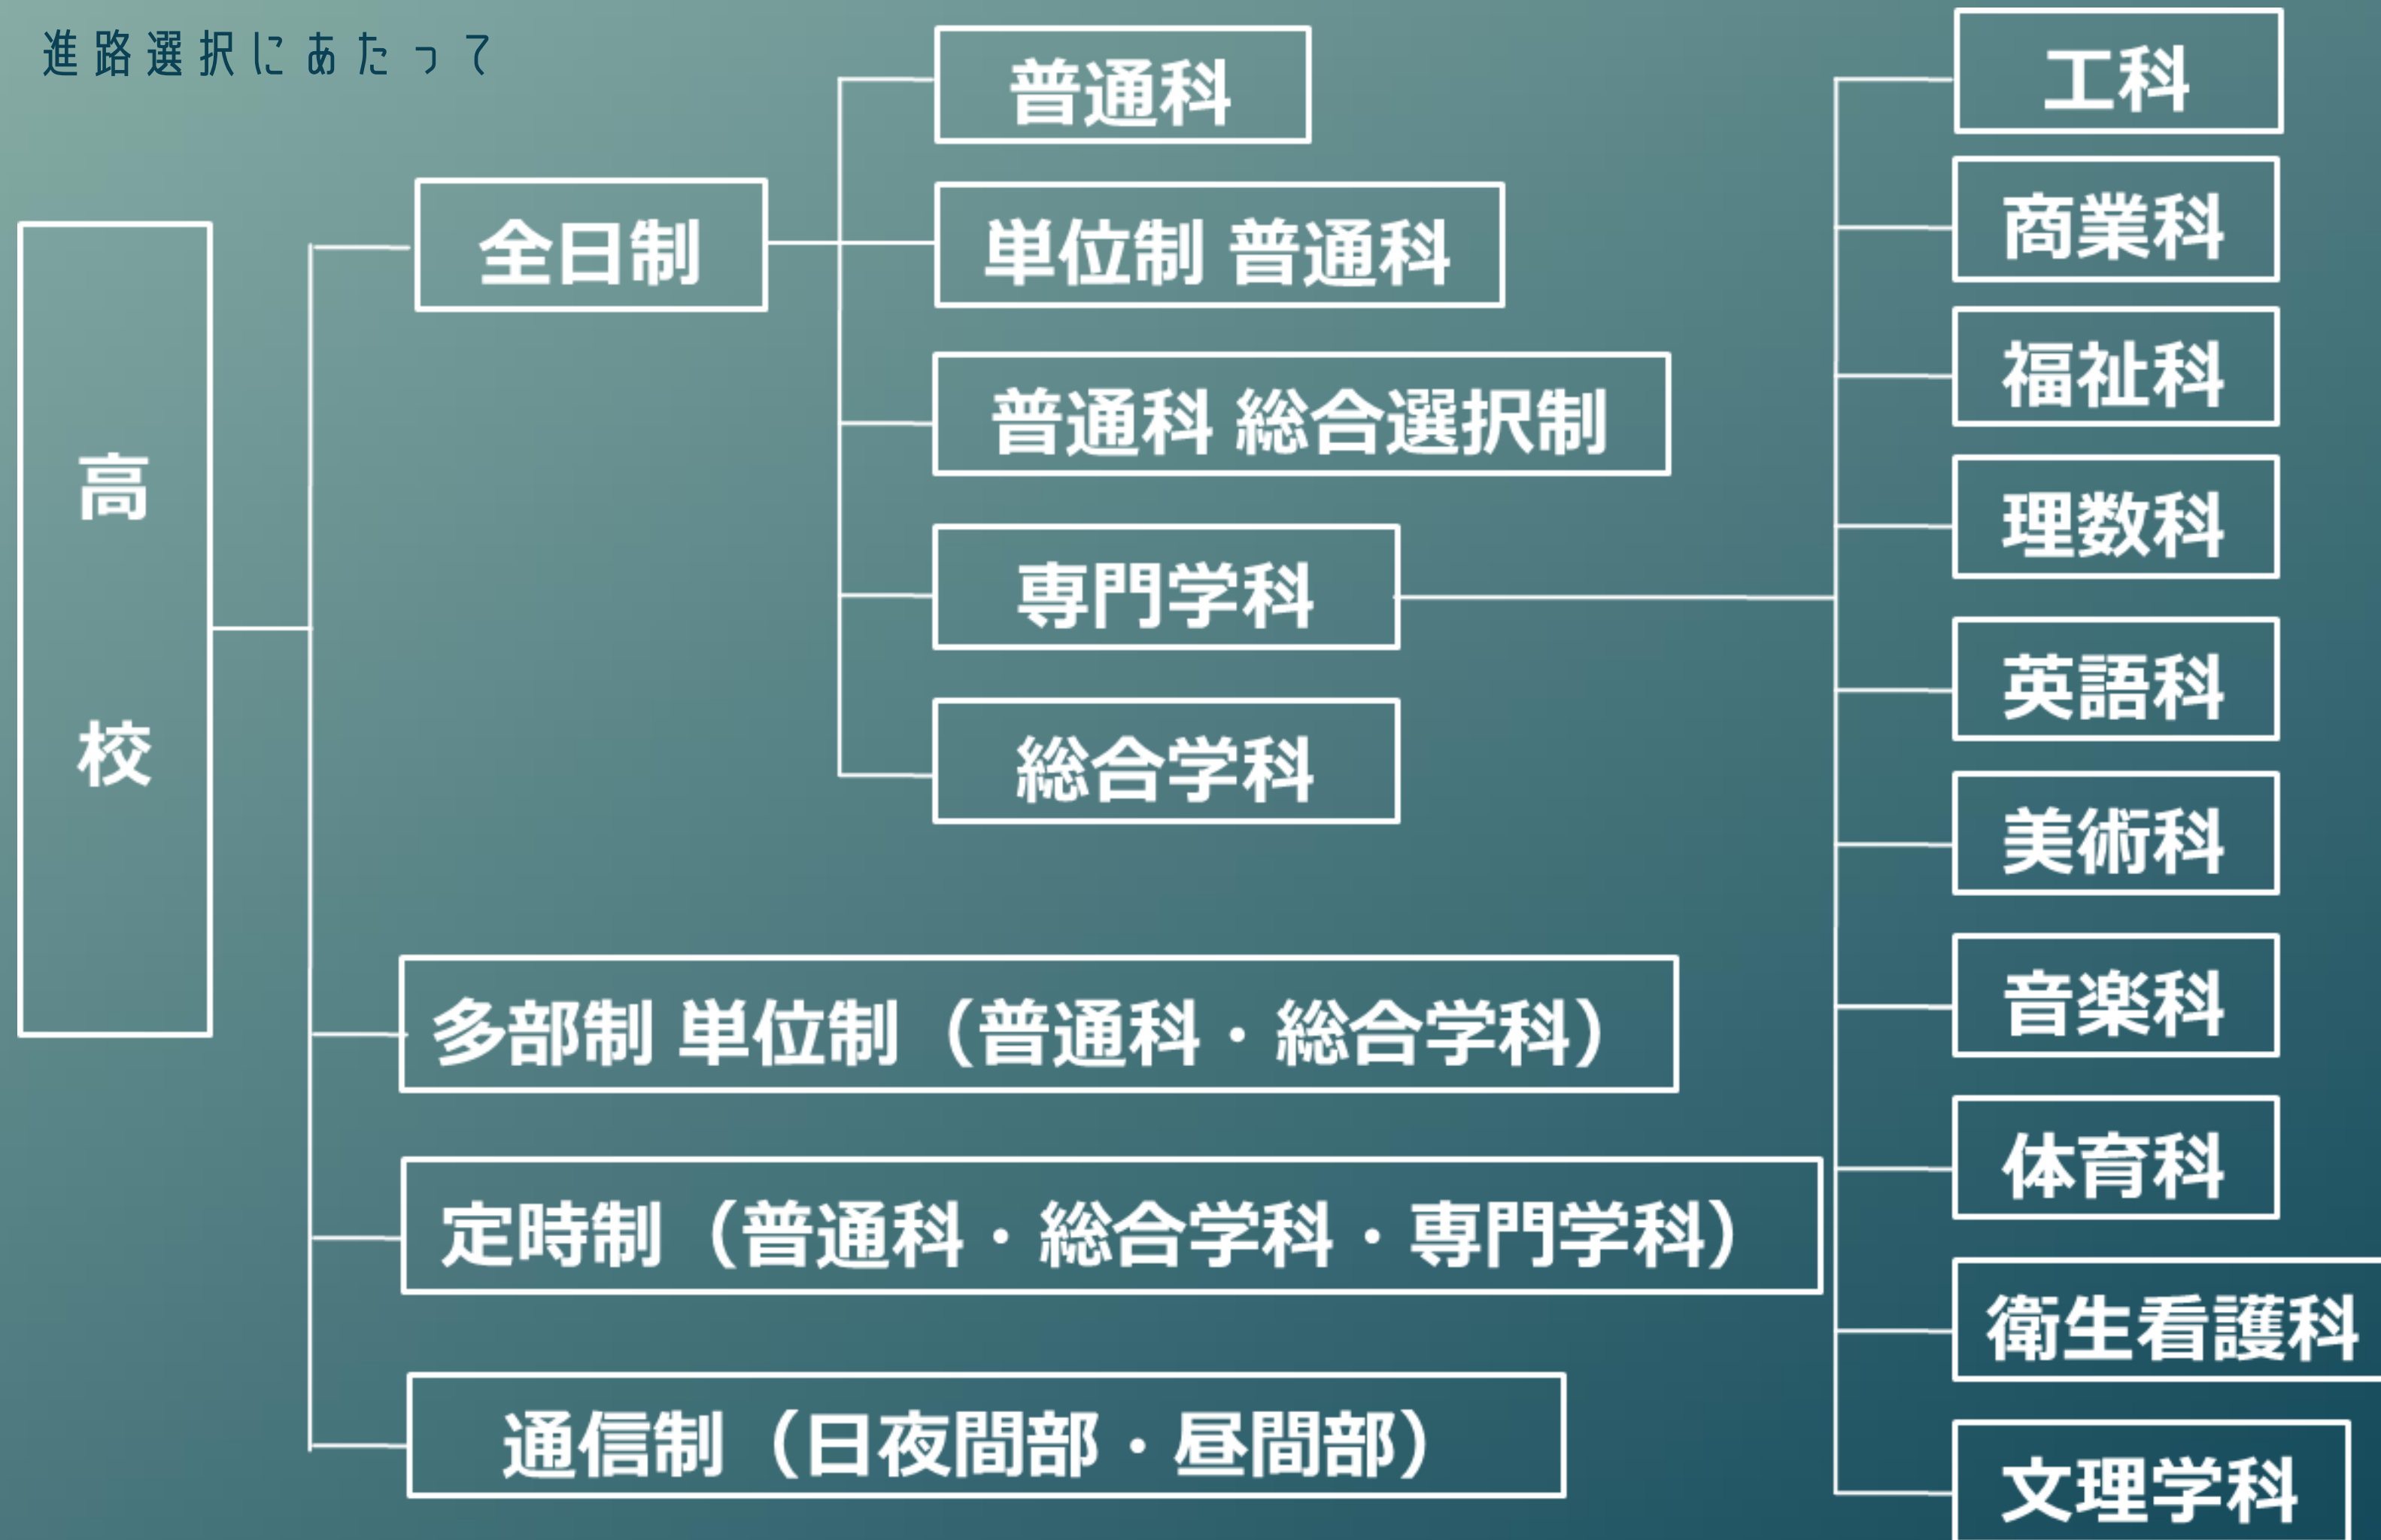 進路選択にあたって
高校
全日制
普通科
単位制 普通科
普通科 総合選択制
専門学科
総合学科
多部制 単位制（普通科・総合学科）
定時制（普通科・総合学科・専門学科）
通信制（日夜間部・昼間部）
工科
商業科
福祉科
理数科
英語科
美術科
音楽科
体育科
衛生看護科
文理学科